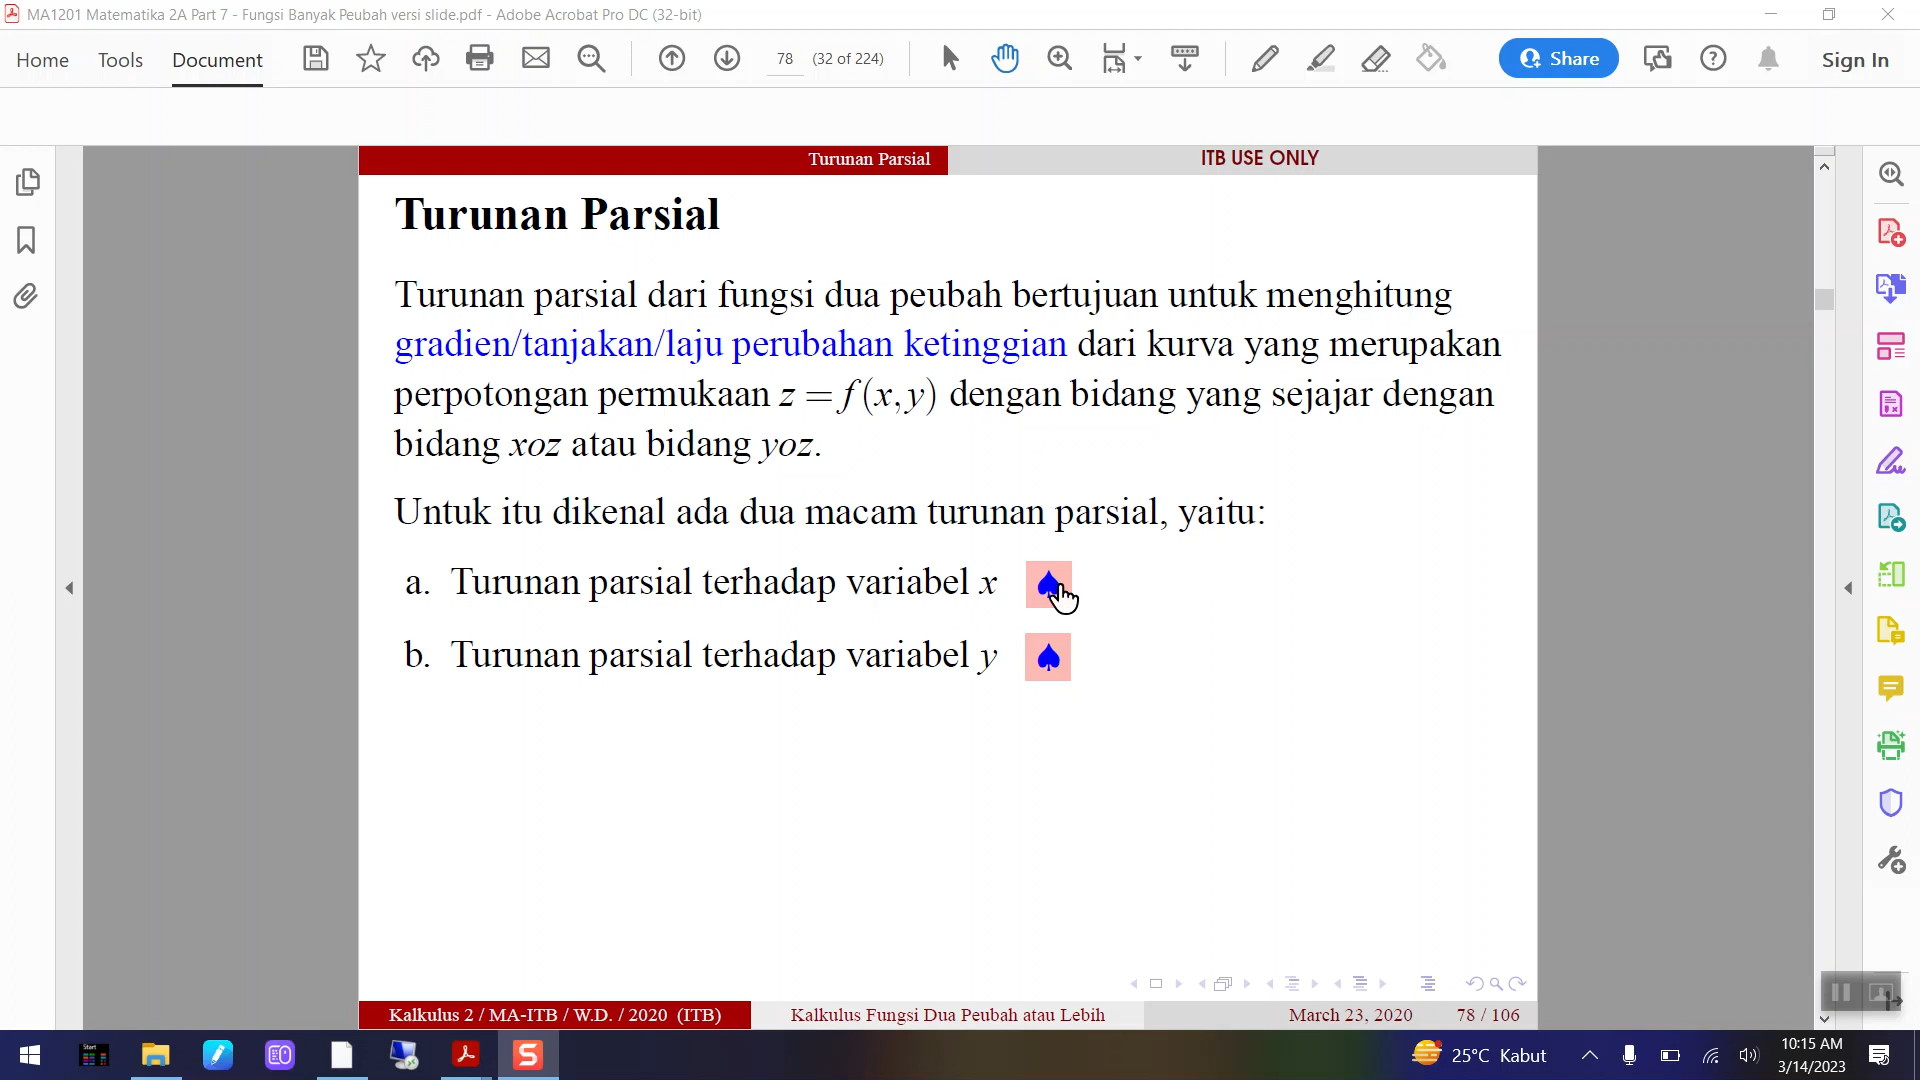 MA1201 Matematika 2A Part 7 - Fungsi Banyak Peubah versi slide.pdf - Adobe Acrobat Pro DC (32-bit)
Home Tools Document 78 (32 of 224) Share Sign In
Turunan Parsial ITB USE ONLY
Turunan Parsial
Turunan parsial dari fungsi dua peubah bertujuan untuk menghitung
gradien/tanjakan/laju perubahan ketinggian dari kurva yang merupakan
perpotongan permukaan z = f(x,y) dengan bidang yang sejajar dengan
bidang xoz atau bidang yoz.
Untuk itu dikenal ada dua macam turunan parsial, yaitu:
a. Turunan parsial terhadap variabel x ♠
b. Turunan parsial terhadap variabel y ♠
Kalkulus 2 / MA-ITB / W.D. / 2020 (ITB) Kalkulus Fungsi Dua Peubah atau Lebih March 23, 2020 78 / 106
Start
25°C Kabut
10:15 AM
3/14/2023